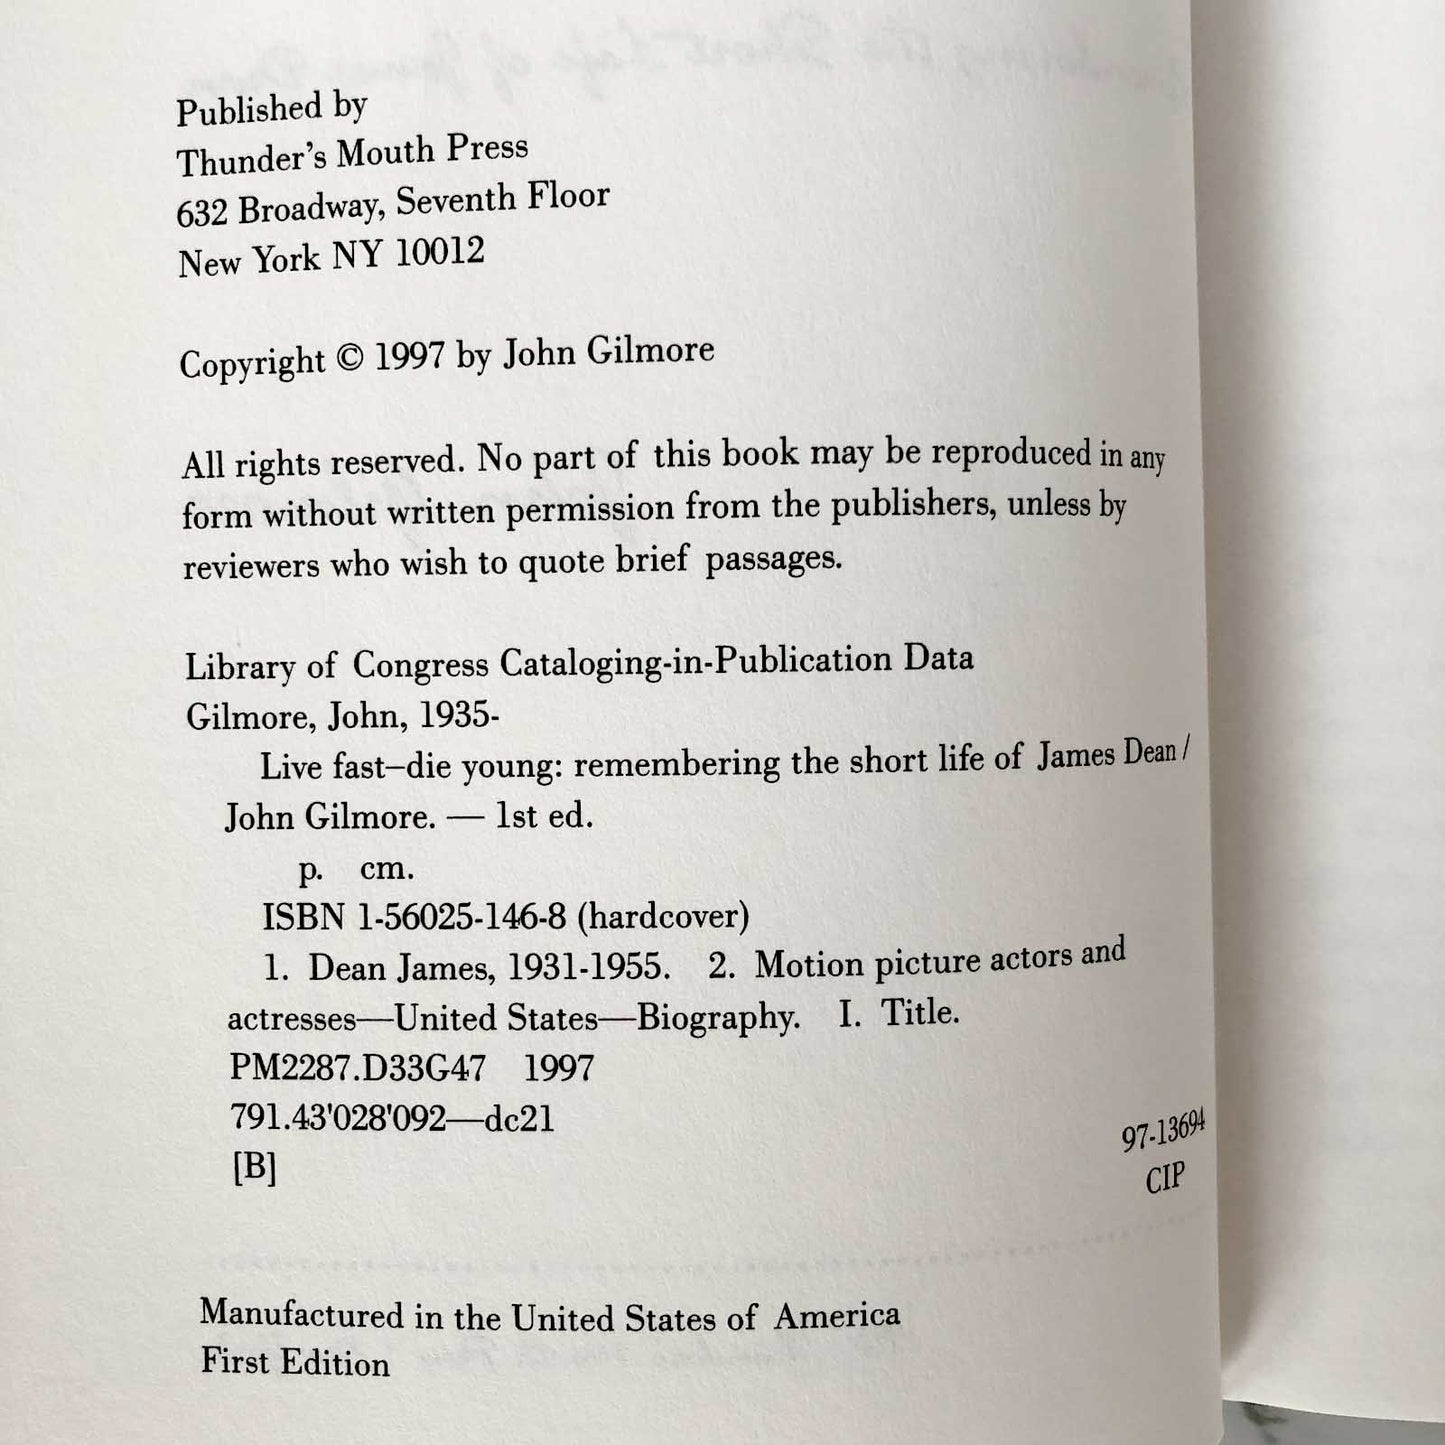 Published by
Thunder's Mouth Press
632 Broadway, Seventh Floor
New York NY 10012
Copyright © 1997 by John Gilmore
All rights reserved. No part of this book may be reproduced in any
form without written permission from the publishers, unless by
reviewers who wish to quote brief passages.
Library of Congress Cataloging-in-Publication Data
Gilmore, John, 1935-
Live fast–die young: remembering the short life of James Dean /
John Gilmore. — 1st ed.
p. cm.
ISBN 1-56025-146-8 (hardcover)
1. Dean James, 1931-1955. 2. Motion picture actors and
actresses—United States—Biography. I. Title.
PM2287.D33G47 1997
791.43'028'092—dc21
[B]
97-13694
CIP
Manufactured in the United States of America
First Edition